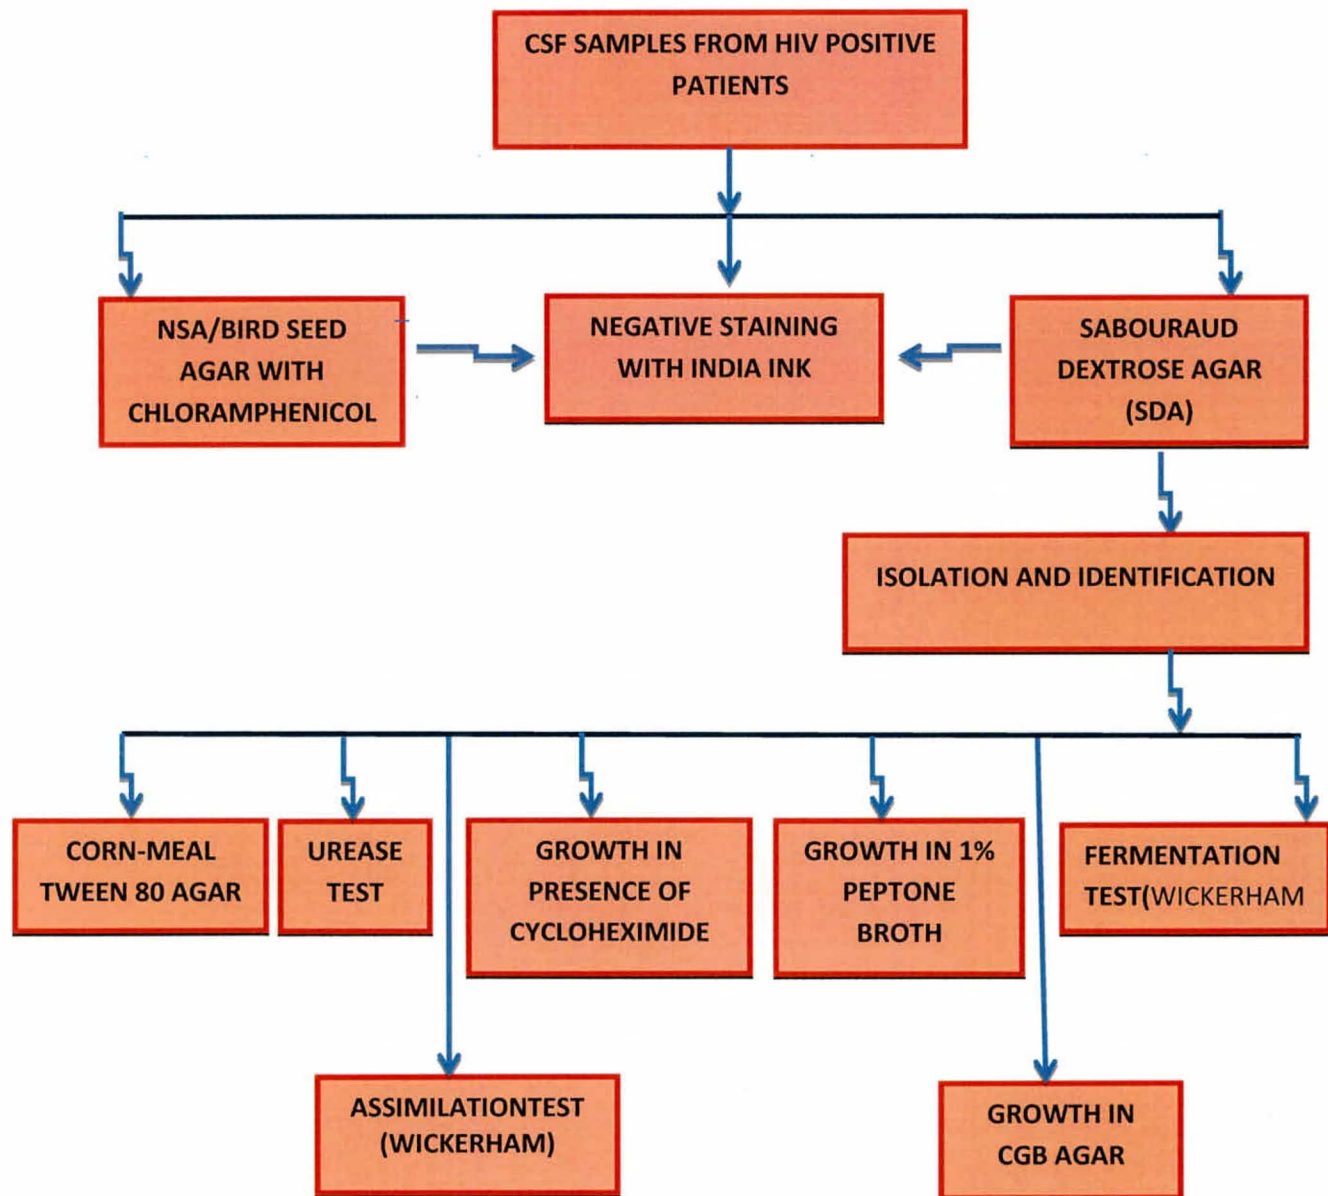 CSF SAMPLES FROM HIV POSITIVE
PATIENTS
NSA/BIRD SEED
AGAR WITH
CHLORAMPHENICOL
NEGATIVE STAINING
WITH INDIA INK
SABOURAUD
DEXTROSE AGAR
(SDA)
ISOLATION AND IDENTIFICATION
CORN-MEAL
TWEEN 80 AGAR
UREASE
TEST
GROWTH IN
PRESENCE OF
CYCLOHEXIMIDE
GROWTH IN 1%
PEPTONE
BROTH
FERMENTATION
TEST(WICKERHAM
ASSIMILATIONTEST
(WICKERHAM)
GROWTH IN
CGB AGAR